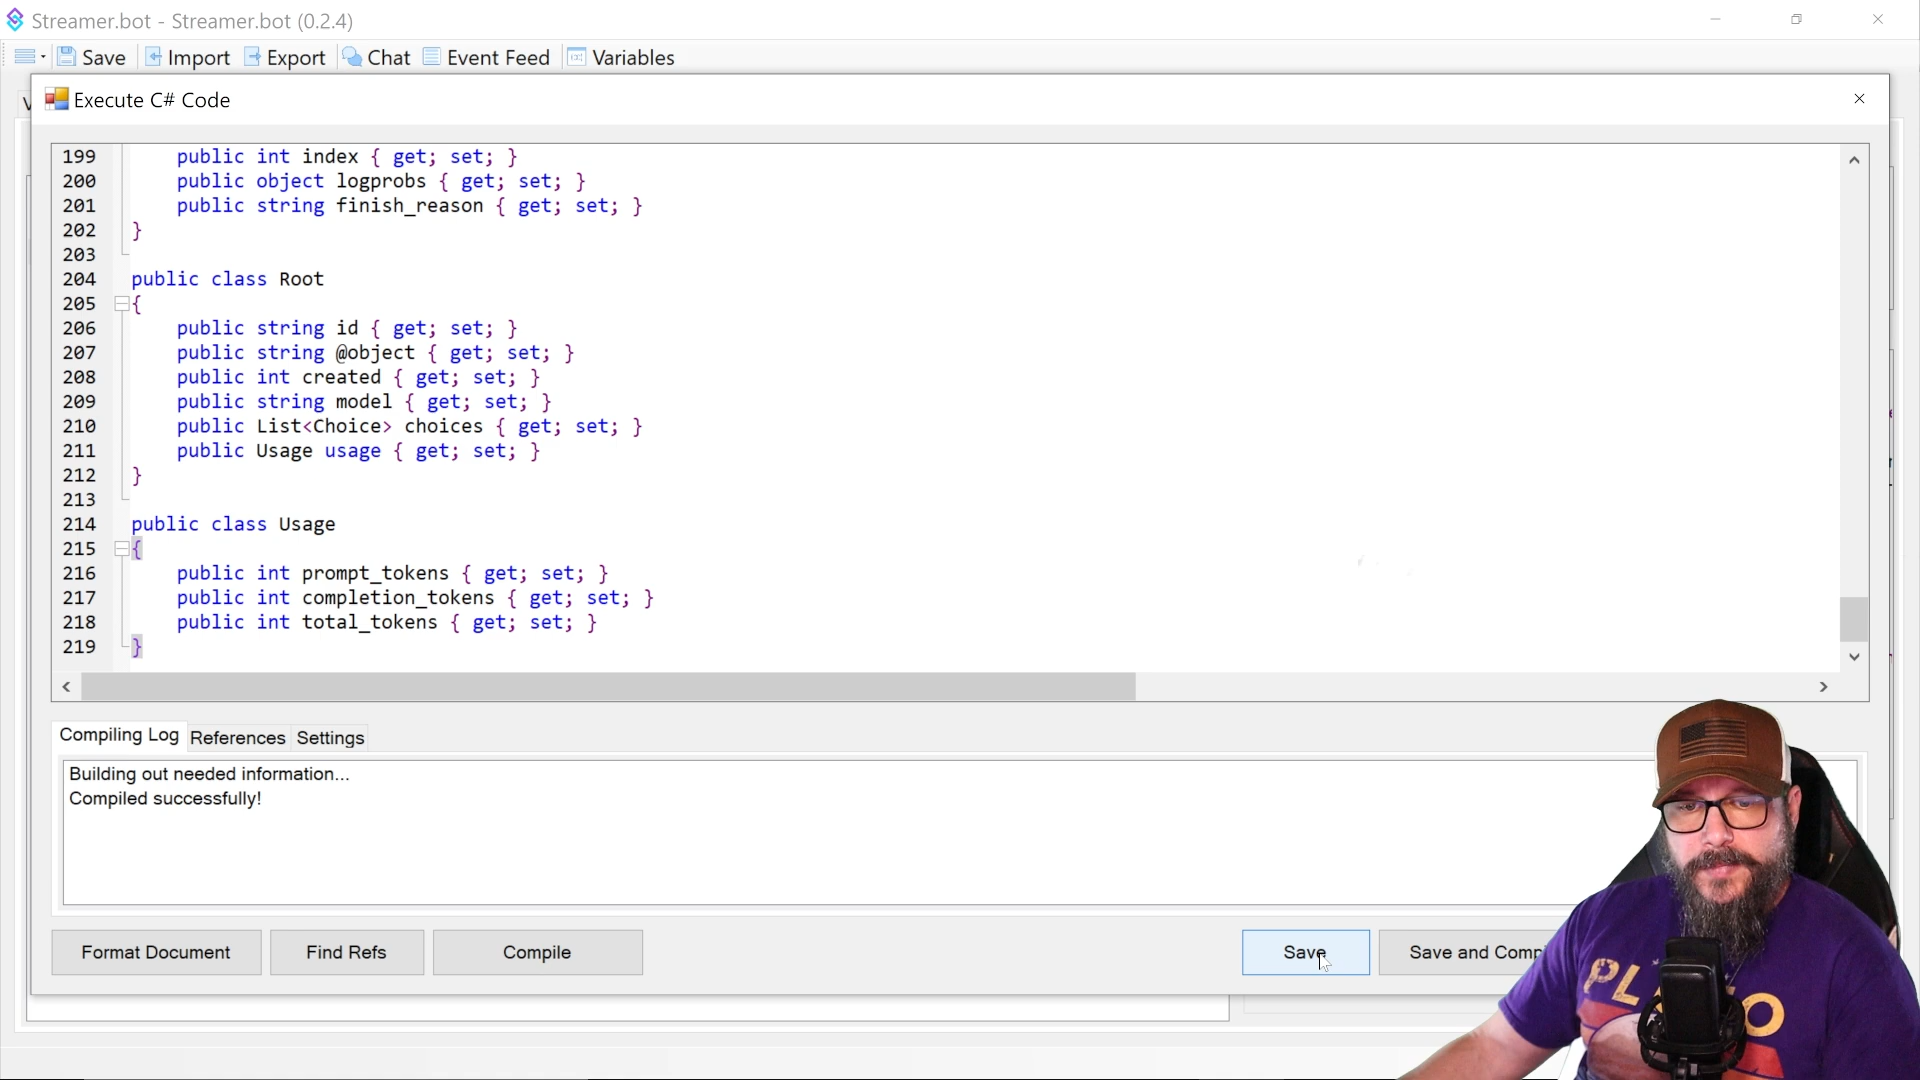 Streamer.bot - Streamer.bot (0.2.4)
Save Import Export Chat Event Feed Variables
Execute C# Code
199 public int index { get; set; }
200 public object logprobs { get; set; }
201 public string finish_reason { get; set; }
202 }
203
204 public class Root
205 {
206 public string id { get; set; }
207 public string @object { get; set; }
208 public int created { get; set; }
209 public string model { get; set; }
210 public List<Choice> choices { get; set; }
211 public Usage usage { get; set; }
212 }
213
214 public class Usage
215 {
216 public int prompt_tokens { get; set; }
217 public int completion_tokens { get; set; }
218 public int total_tokens { get; set; }
219 }
Compiling Log References Settings
Building out needed information...
Compiled successfully!
Format Document Find Refs Compile Save Save and Comp